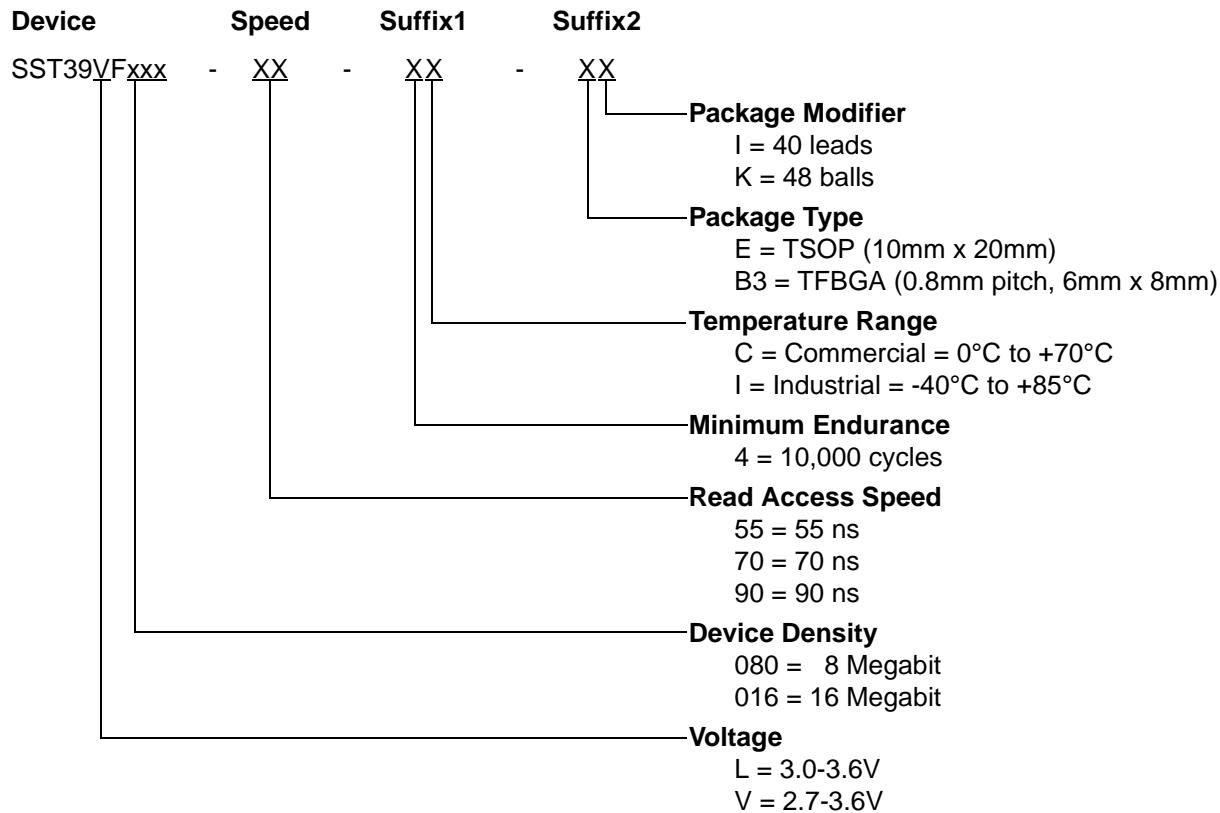 Device Speed Suffix1 Suffix2
SST39VFxxx - XX - XX - XX
Package Modifier
I = 40 leads
K = 48 balls
Package Type
E = TSOP (10mm x 20mm)
B3 = TFBGA (0.8mm pitch, 6mm x 8mm)
Temperature Range
C = Commercial = 0°C to +70°C
I = Industrial = -40°C to +85°C
Minimum Endurance
4 = 10,000 cycles
Read Access Speed
55 = 55 ns
70 = 70 ns
90 = 90 ns
Device Density
080 = 8 Megabit
016 = 16 Megabit
Voltage
L = 3.0-3.6V
V = 2.7-3.6V